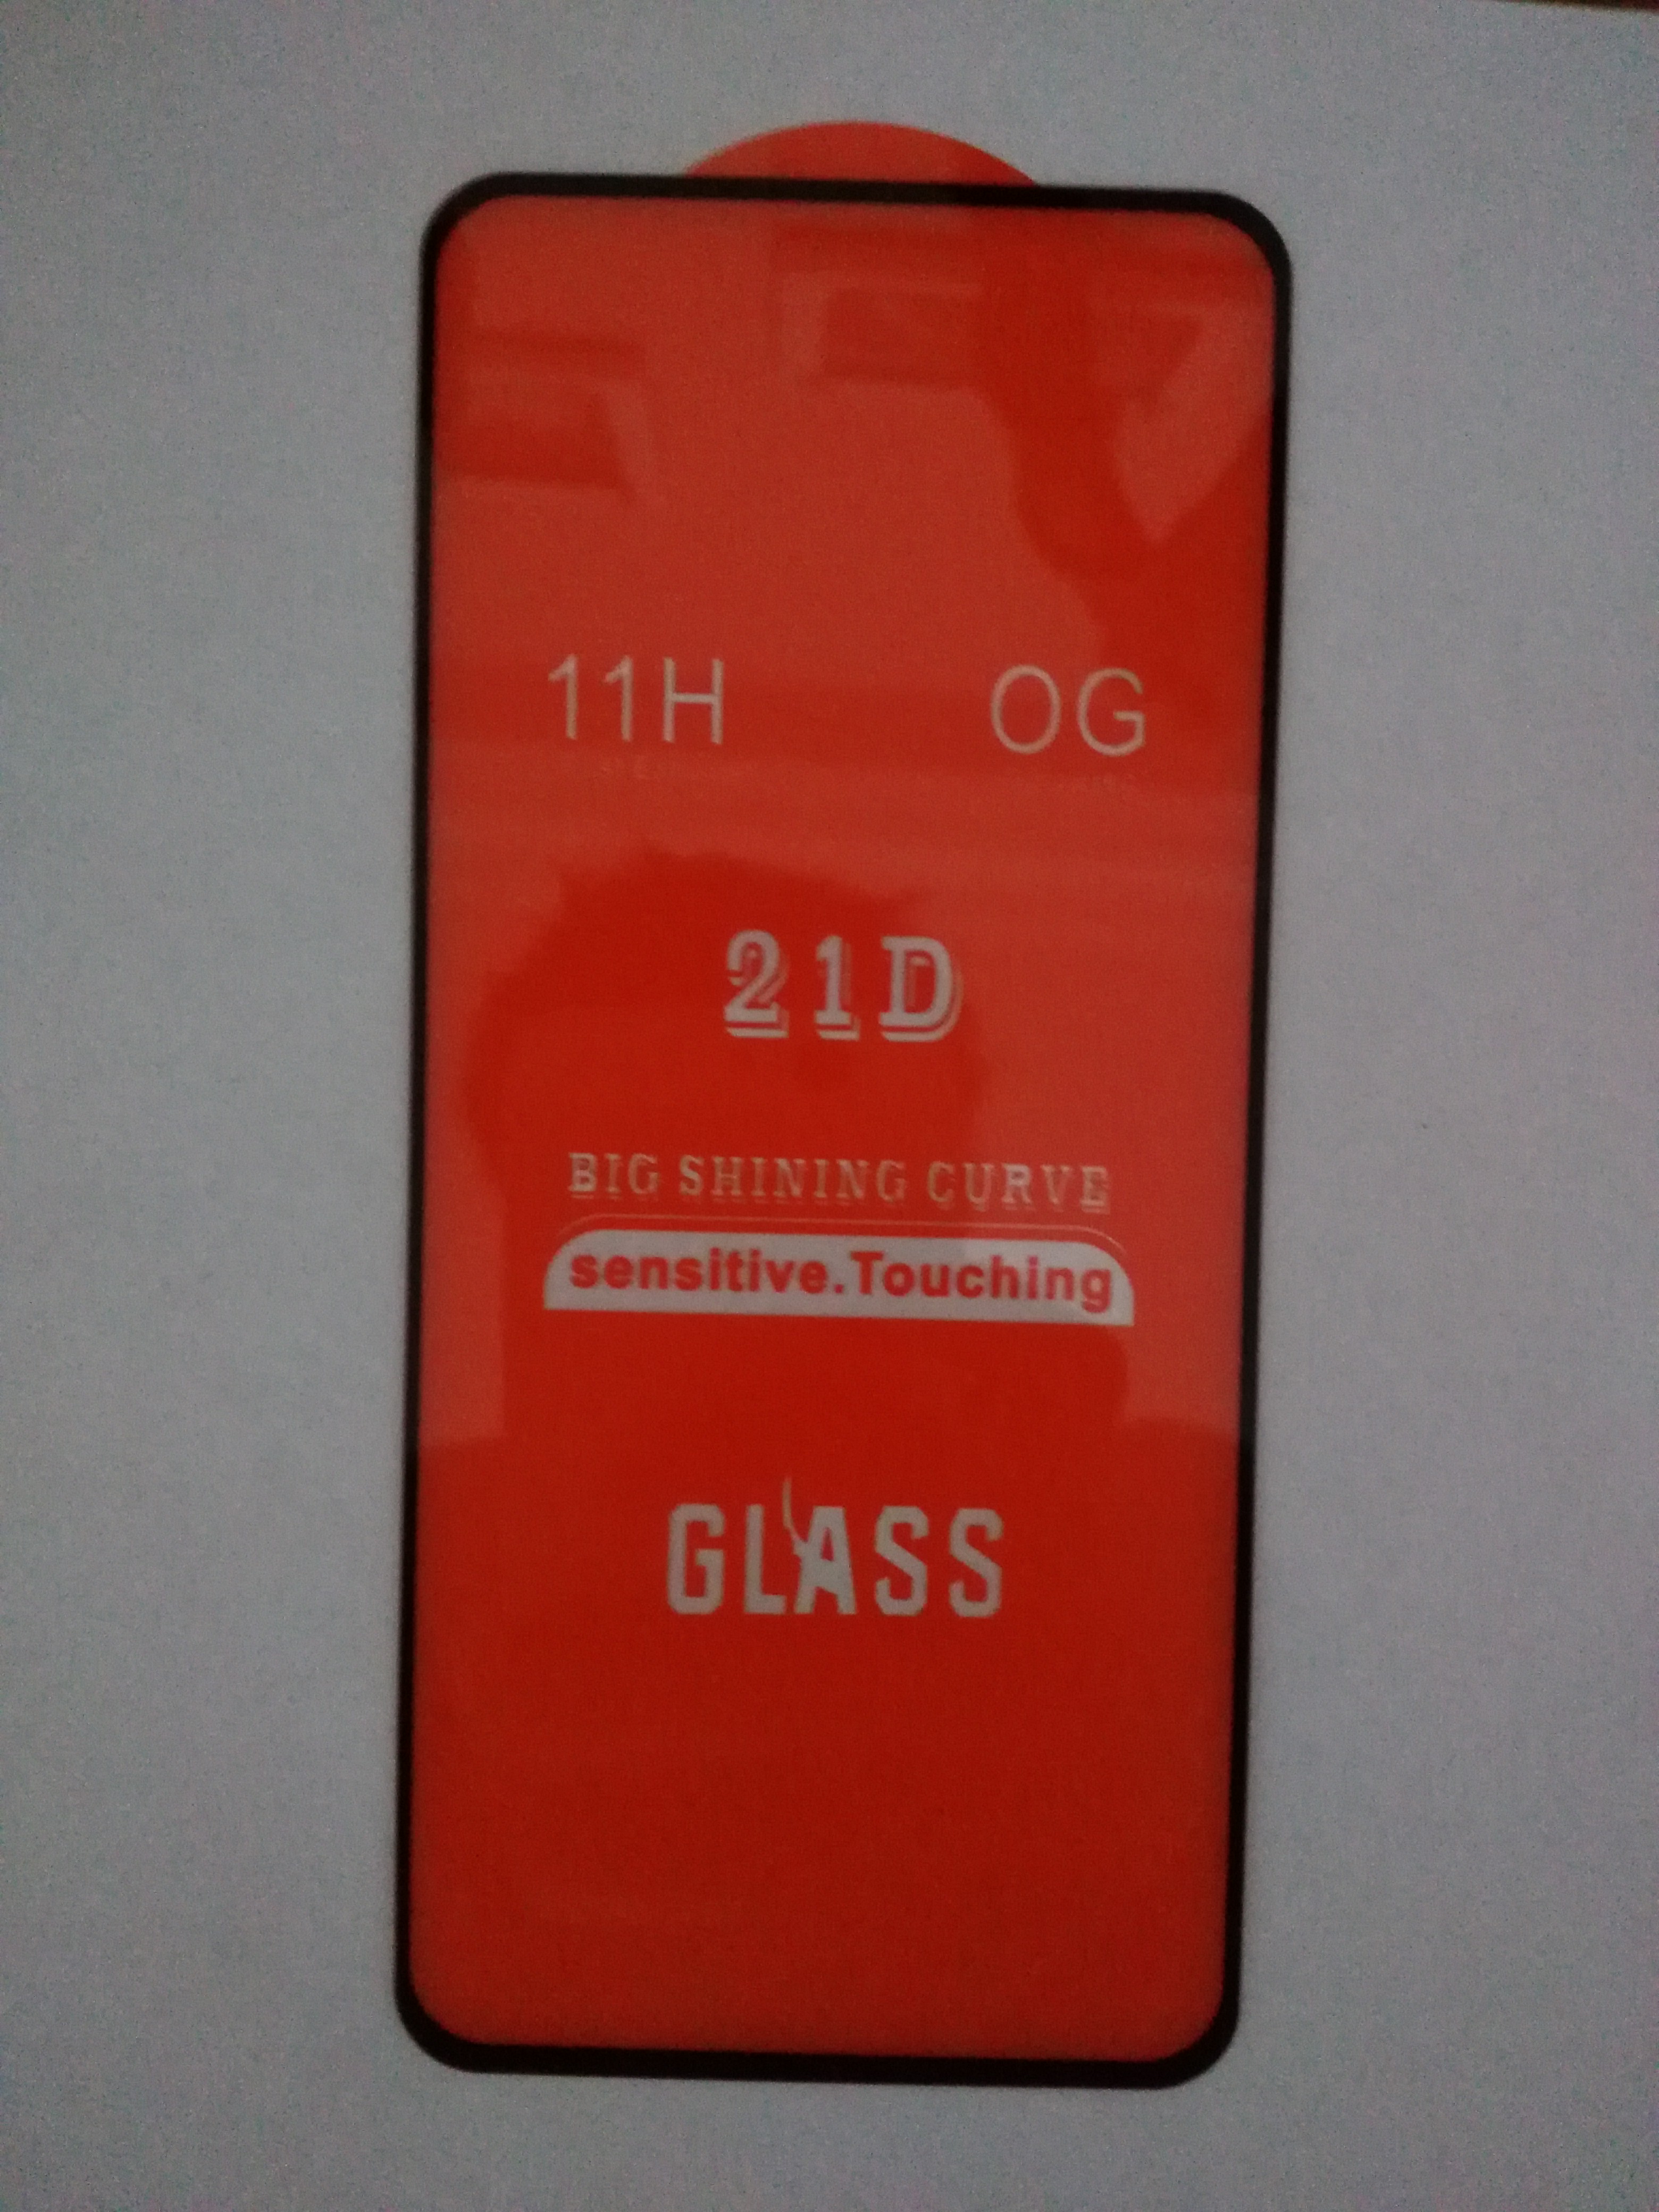 11H OG
21D
BIG SHINING CURVE
sensitive.Touching
GLASS